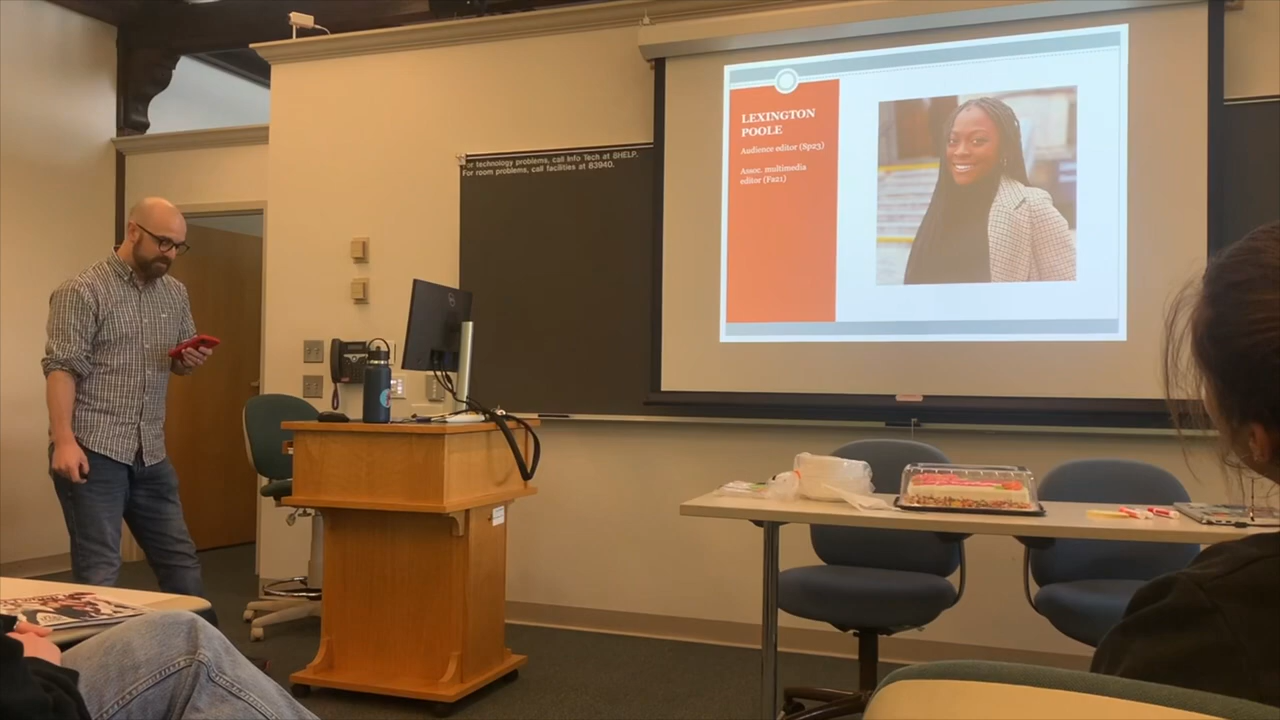 For technology problems, call Info Tech at 8HELP.
For room problems, call facilities at 83940.
LEXINGTON
POOLE
Audience editor (Sp23)
Assoc. multimedia
editor (Fa21)